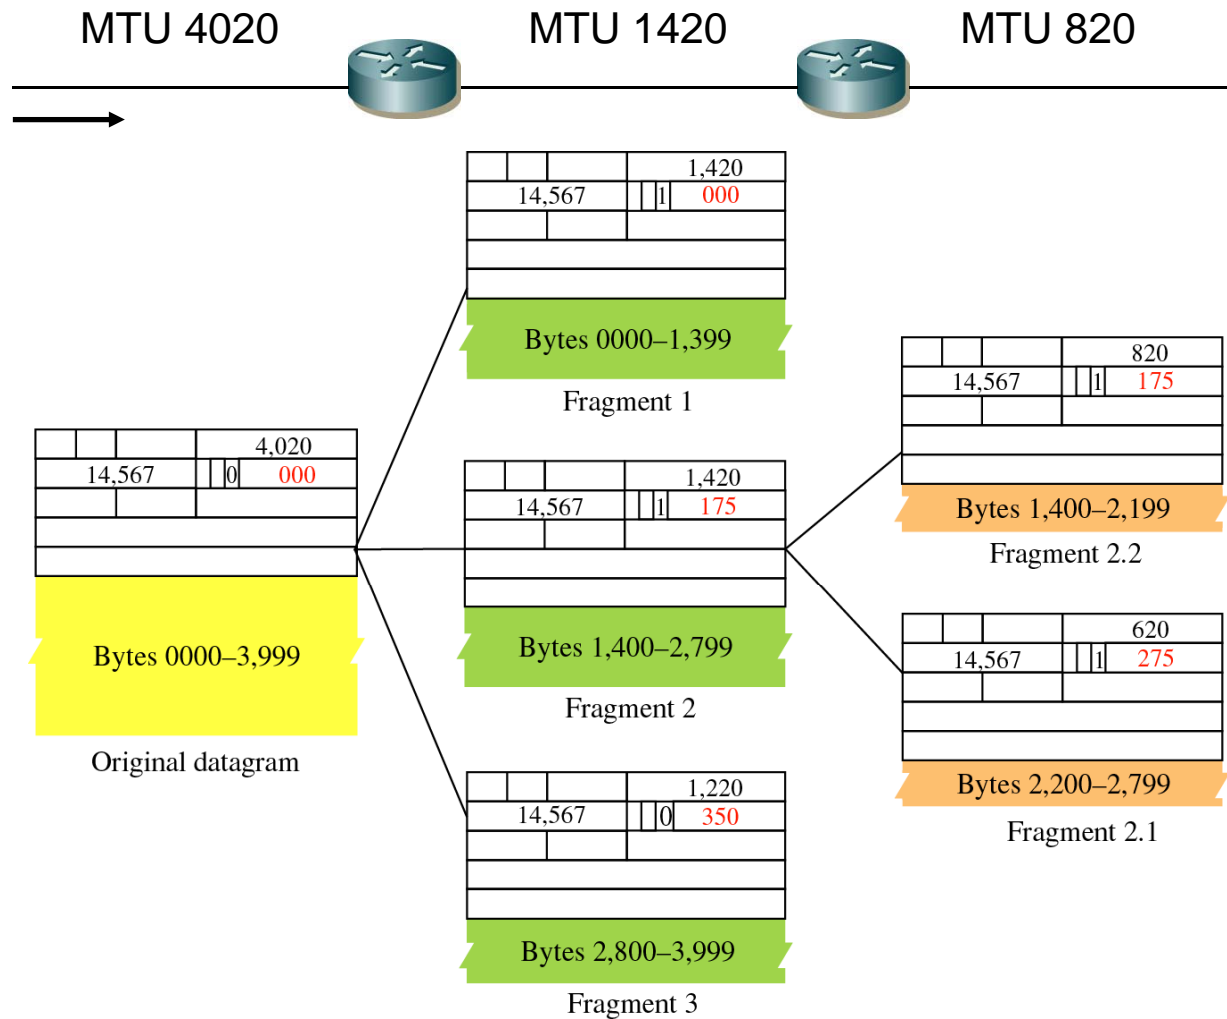 MTU 4020
MTU 1420
MTU 820
1,420
14,567 1 000
Bytes 0000–1,399
Fragment 1
4,020
14,567 0 000
Bytes 0000–3,999
Original datagram
1,420
14,567 1 175
Bytes 1,400–2,799
Fragment 2
1,220
14,567 0 350
Bytes 2,800–3,999
Fragment 3
820
14,567 1 175
Bytes 1,400–2,199
Fragment 2.2
620
14,567 1 275
Bytes 2,200–2,799
Fragment 2.1